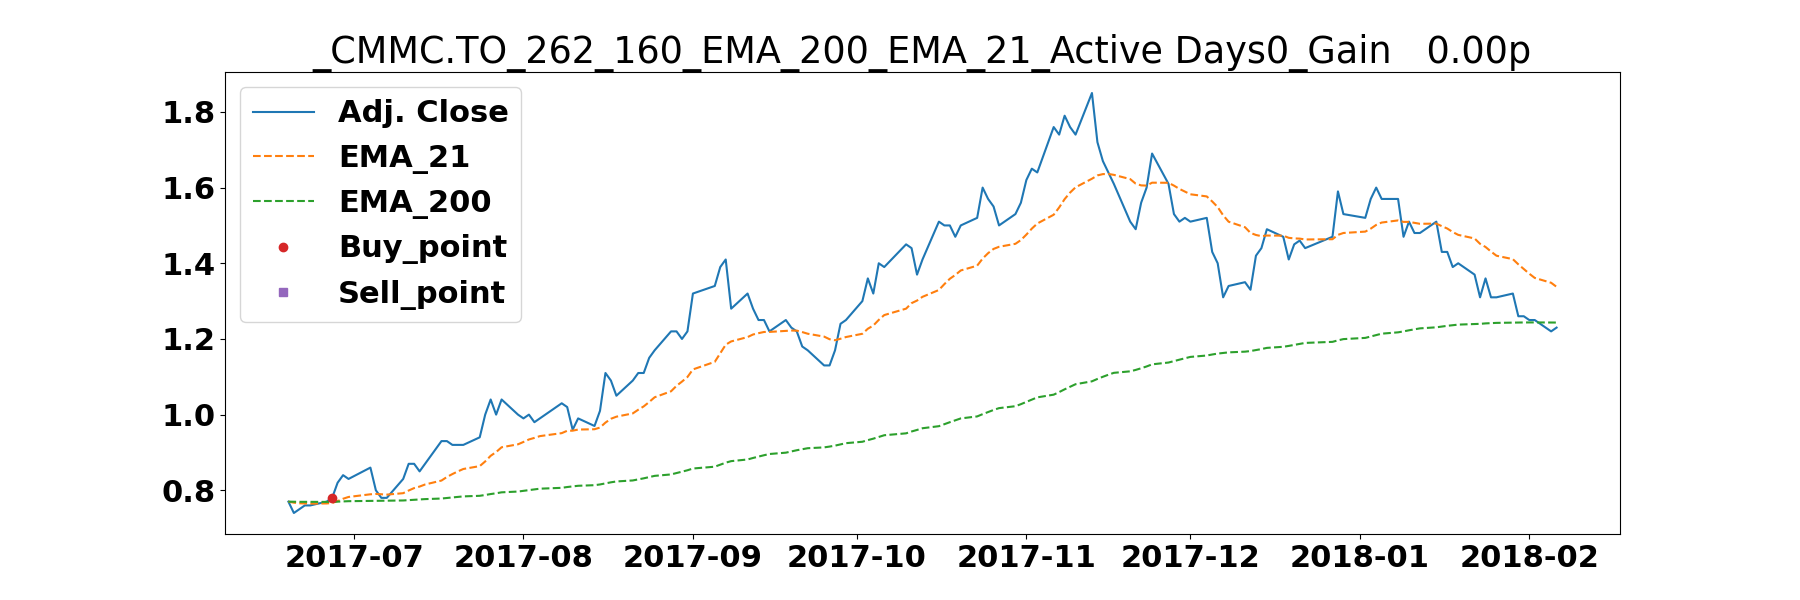 _CMMC.TO_262_160_EMA_200_EMA_21_Active Days0_Gain   0.00p
Adj. Close
EMA_21
EMA_200
Buy_point
Sell_point
1.8
1.6
1.4
1.2
1.0
0.8
2017-07 2017-08 2017-09 2017-10 2017-11 2017-12 2018-01 2018-02